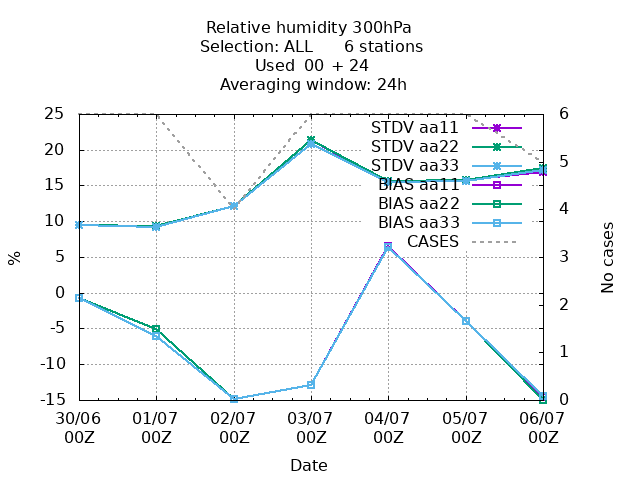 Relative humidity 300hPa
Selection: ALL 6 stations
Used 00 + 24
Averaging window: 24h
25
20
15
10
5
0
-5
-10
-15
%
6
5
4
3
2
1
0
No cases
STDV aa11
STDV aa22
STDV aa33
BIAS aa11
BIAS aa22
BIAS aa33
CASES
30/06 01/07 02/07 03/07 04/07 05/07 06/07
00Z 00Z 00Z 00Z 00Z 00Z 00Z
Date